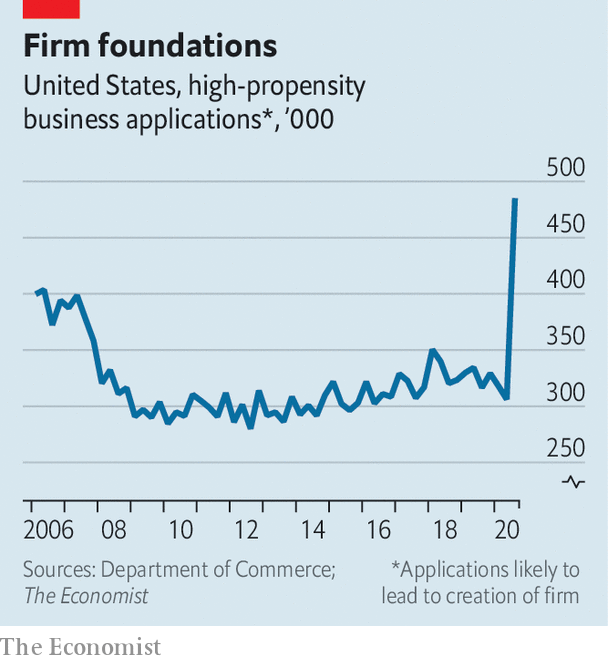 Firm foundations
United States, high-propensity
business applications*, ’000
500
450
400
350
300
250
2006 08 10 12 14 16 18 20
Sources: Department of Commerce;
The Economist
*Applications likely to
lead to creation of firm
The Economist